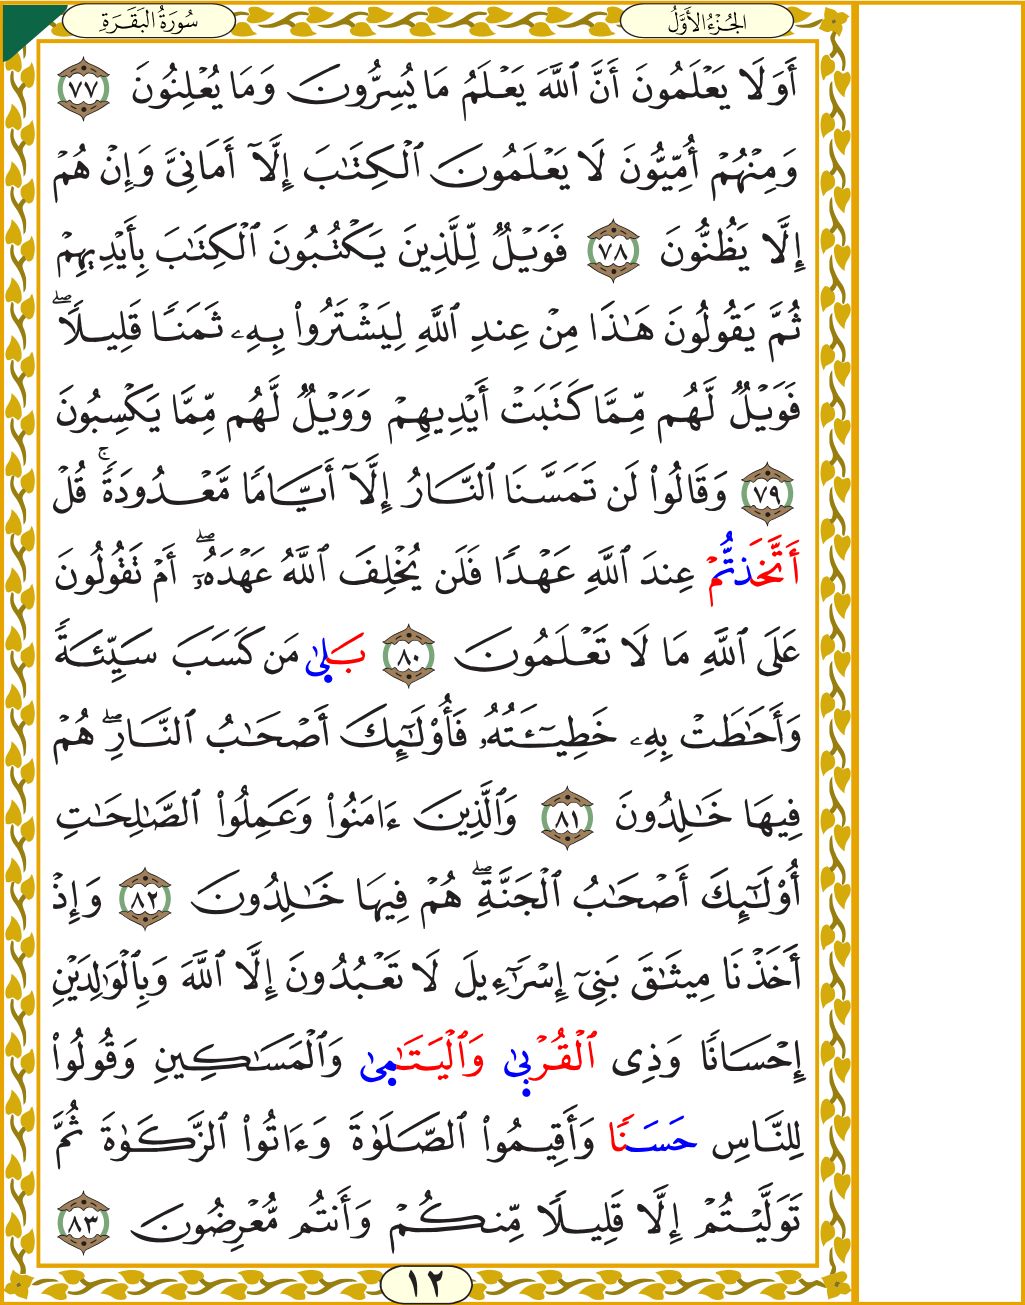 سُورَةُ البَقَرَةِ
الجُزْءُ الأَوَّلُ
أَوَلَا يَعْلَمُونَ أَنَّ ٱللَّهَ يَعْلَمُ مَا يُسِرُّونَ وَمَا يُعْلِنُونَ ٧٧
وَمِنْهُمْ أُمِّيُّونَ لَا يَعْلَمُونَ ٱلْكِتَٰبَ إِلَّآ أَمَانِىَّ وَإِنْ هُمْ
إِلَّا يَظُنُّونَ ٧٨ فَوَيْلٌ لِّلَّذِينَ يَكْتُبُونَ ٱلْكِتَٰبَ بِأَيْدِيهِمْ
ثُمَّ يَقُولُونَ هَٰذَا مِنْ عِندِ ٱللَّهِ لِيَشْتَرُوا۟ بِهِۦ ثَمَنًا قَلِيلًا ۖ
فَوَيْلٌ لَّهُم مِّمَّا كَتَبَتْ أَيْدِيهِمْ وَوَيْلٌ لَّهُم مِّمَّا يَكْسِبُونَ
٧٩ وَقَالُوا۟ لَن تَمَسَّنَا ٱلنَّارُ إِلَّآ أَيَّامًا مَّعْدُودَةً ۚ قُلْ
أَتَّخَذتُّمْ عِندَ ٱللَّهِ عَهْدًا فَلَن يُخْلِفَ ٱللَّهُ عَهْدَهُۥٓ ۖ أَمْ تَقُولُونَ
عَلَى ٱللَّهِ مَا لَا تَعْلَمُونَ ٨٠ بَلىٰ مَن كَسَبَ سَيِّئَةً
وَأَحَٰطَتْ بِهِۦ خَطِيٓـَٔتُهُۥ فَأُو۟لَٰٓئِكَ أَصْحَٰبُ ٱلنَّارِ ۖ هُمْ
فِيهَا خَٰلِدُونَ ٨١ وَٱلَّذِينَ ءَامَنُوا۟ وَعَمِلُوا۟ ٱلصَّٰلِحَٰتِ
أُو۟لَٰٓئِكَ أَصْحَٰبُ ٱلْجَنَّةِ ۖ هُمْ فِيهَا خَٰلِدُونَ ٨٢ وَإِذْ
أَخَذْنَا مِيثَٰقَ بَنِىٓ إِسْرَٰٓءِيلَ لَا تَعْبُدُونَ إِلَّا ٱللَّهَ وَبِٱلْوَٰلِدَيْنِ
إِحْسَانًا وَذِى ٱلْقُرْبىٰ وَٱلْيَتَٰمىٰ وَٱلْمَسَٰكِينِ وَقُولُوا۟
لِلنَّاسِ حَسَنًا وَأَقِيمُوا۟ ٱلصَّلَوٰةَ وَءَاتُوا۟ ٱلزَّكَوٰةَ ثُمَّ
تَوَلَّيْتُمْ إِلَّا قَلِيلًا مِّنكُمْ وَأَنتُم مُّعْرِضُونَ ٨٣
١٢